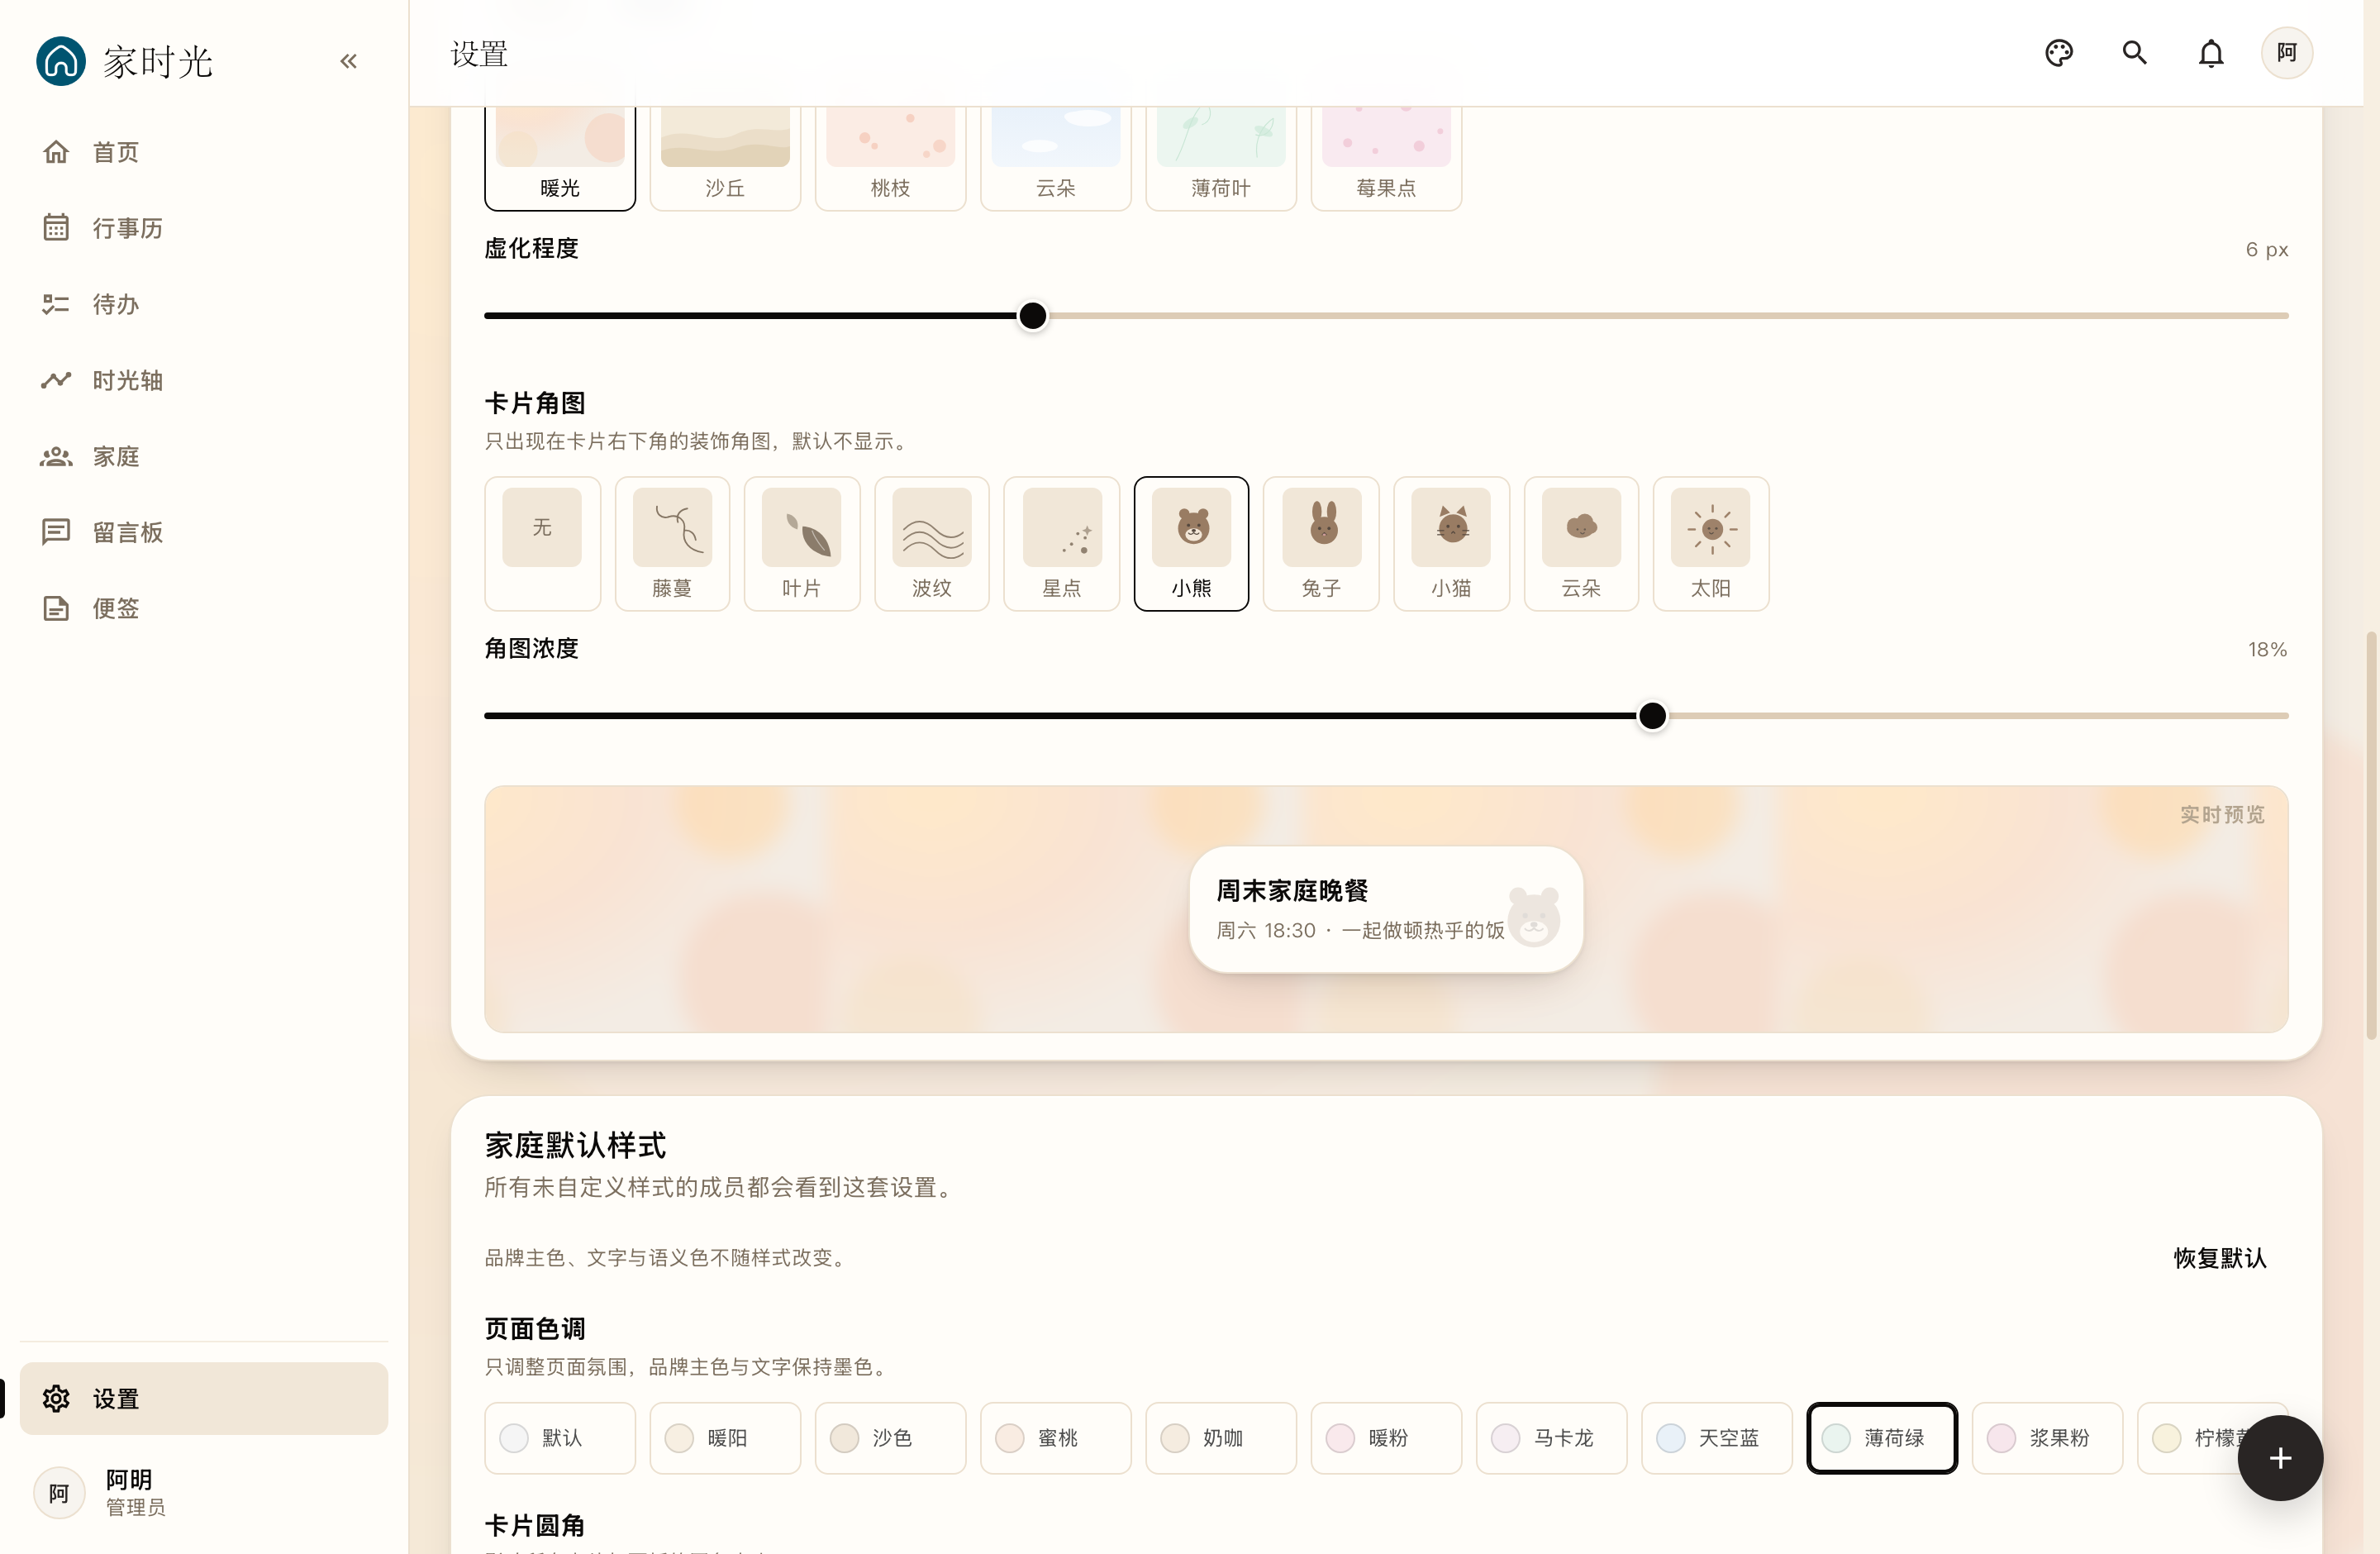 家时光
设置
阿
首页
行事历
待办
时光轴
家庭
留言板
便签
设置
阿
阿明
管理员
暖光
沙丘
桃枝
云朵
薄荷叶
莓果点
虚化程度
6 px
卡片角图
只出现在卡片右下角的装饰角图，默认不显示。
无
藤蔓
叶片
波纹
星点
小熊
兔子
小猫
云朵
太阳
角图浓度
18%
实时预览
周末家庭晚餐
周六 18:30 · 一起做顿热乎的饭
家庭默认样式
所有未自定义样式的成员都会看到这套设置。
品牌主色、文字与语义色不随样式改变。
恢复默认
页面色调
只调整页面氛围，品牌主色与文字保持墨色。
默认
暖阳
沙色
蜜桃
奶咖
暖粉
马卡龙
天空蓝
薄荷绿
浆果粉
柠檬
卡片圆角